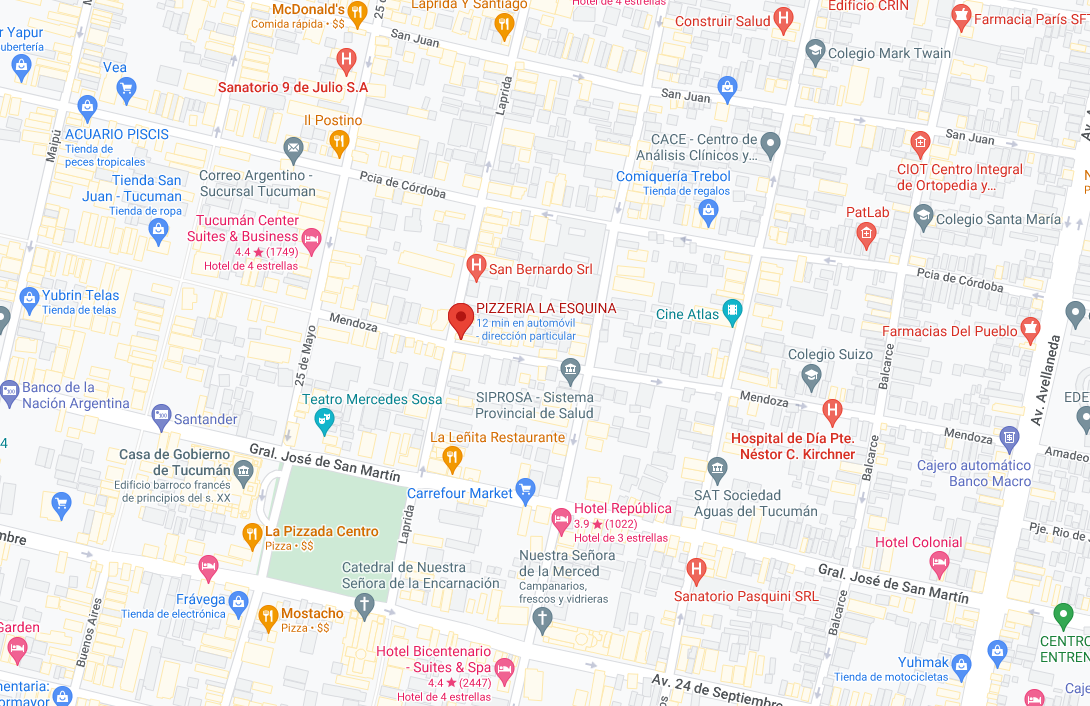 McDonald's
Comida rápida • $$
25 d
Laprida Y Santiago
Hotel de 4 estrellas
Construir Salud
Edificio CRIN
Farmacia París SFT
r Yapur
ubertería
Vea
San Juan
Colegio Mark Twain
Sanatorio 9 de Julio S.A
Laprida
San Juan
Av. A
ACUARIO PISCIS
Tienda de
peces tropicales
Maipú
Il Postino
CACE - Centro de
Análisis Clínicos y...
San Juan
CIOT Centro Integral
de Ortopedia y...
Correo Argentino -
Sucursal Tucuman
Pcia de Córdoba
Comiquería Trebol
Tienda de regalos
Tienda San
Juan - Tucuman
Tienda de ropa
N
P
PatLab
Colegio Santa María
Tucumán Center
Suites & Business
4.4 ★ (1749)
Hotel de 4 estrellas
San Bernardo Srl
Pcia de Córdoba
Yubrin Telas
Tienda de telas
PIZZERIA LA ESQUINA
12 min en automóvil
- dirección particular
Mendoza
Cine Atlas
Farmacias Del Pueblo
25 de Mayo
Colegio Suizo
Balcarce
Av. Avellaneda
Banco de la
Nación Argentina
Santander
Teatro Mercedes Sosa
SIPROSA - Sistema
Provincial de Salud
Mendoza
EDE
4
La Leñita Restaurante
Hospital de Día Pte.
Néstor C. Kirchner
Mendoza
Amadeo
Casa de Gobierno
de Tucumán
Edificio barroco francés
de principios del s. XX
Gral. José de San Martín
Balcarce
Cajero automático
Banco Macro
Carrefour Market
SAT Sociedad
Aguas del Tucumán
Hotel República
3.9 ★ (1022)
Hotel de 3 estrellas
La Pizzada Centro
Pizza • $$
Laprida
Pje. Rio de
mbre
Hotel Colonial
Catedral de Nuestra
Señora de la Encarnación
Nuestra Señora
de la Merced
Campanarios,
frescos y vidrieras
Sanatorio Pasquini SRL
Gral. José de San Martín
Frávega
Tienda de electrónica
Mostacho
Pizza • $$
Buenos Aires
Balcarce
Garden
CENTRO
ENTREN
Hotel Bicentenario
- Suites & Spa
4.4 ★ (2447)
Hotel de 4 estrellas
Yuhmak
Tienda de motocicletas
Av. 24 de Septiembre
mentaria:
ormayor
Caje